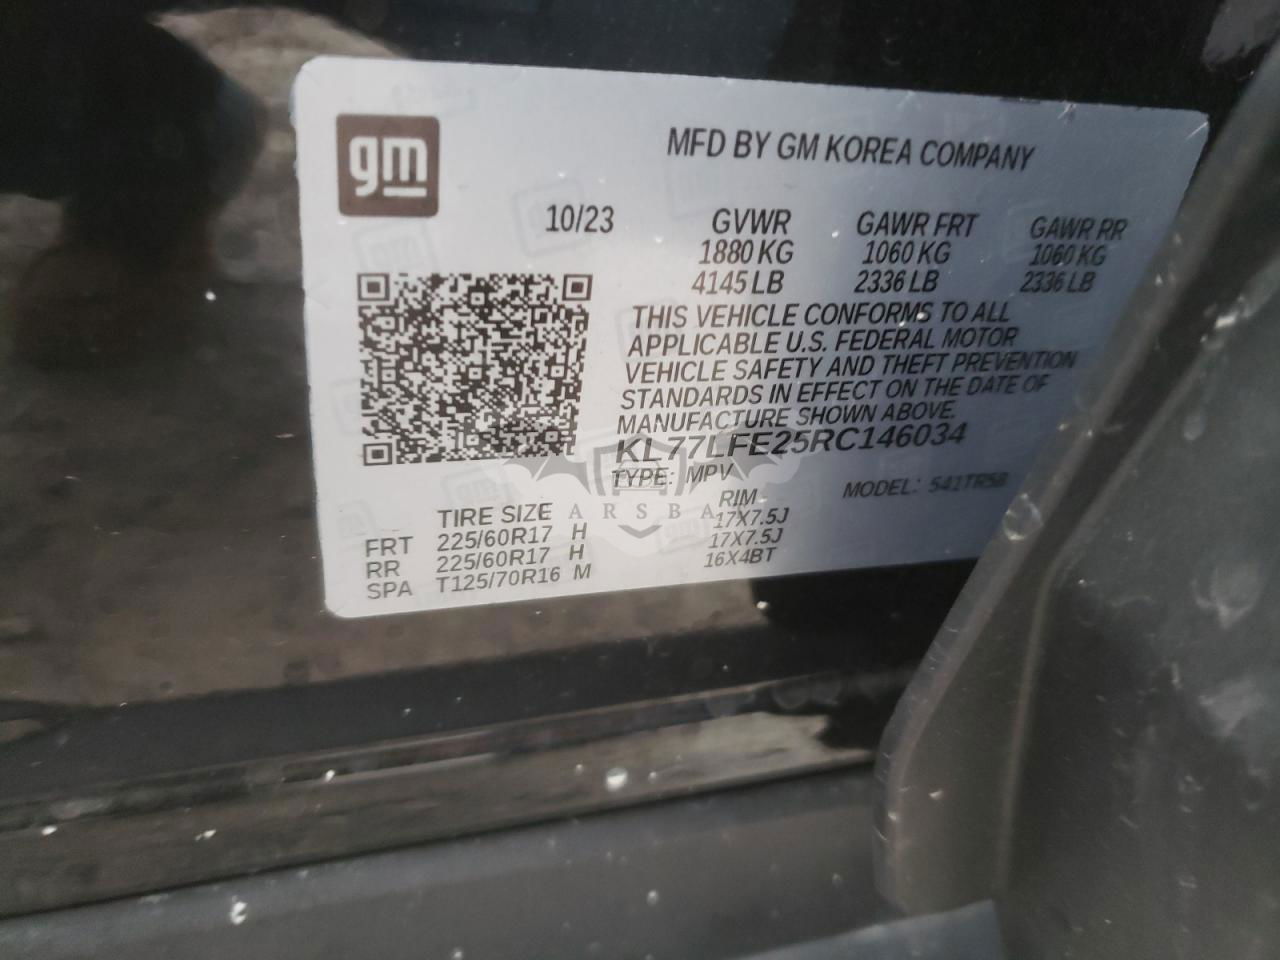 gm
MFD BY GM KOREA COMPANY
10/23 GVWR GAWR FRT GAWR RR
1880 KG 1060 KG 1060 KG
4145 LB 2336 LB 2336 LB
THIS VEHICLE CONFORMS TO ALL
APPLICABLE U.S. FEDERAL MOTOR
VEHICLE SAFETY AND THEFT PREVENTION
STANDARDS IN EFFECT ON THE DATE OF
MANUFACTURE SHOWN ABOVE.
KL77LFE25RC146034
TYPE: MPV MODEL: 541TR58
TIRE SIZE RIM
FRT 225/60R17 H 17X7.5J
RR 225/60R17 H 17X7.5J
SPA T125/70R16 M 16X4BT
ARSBA